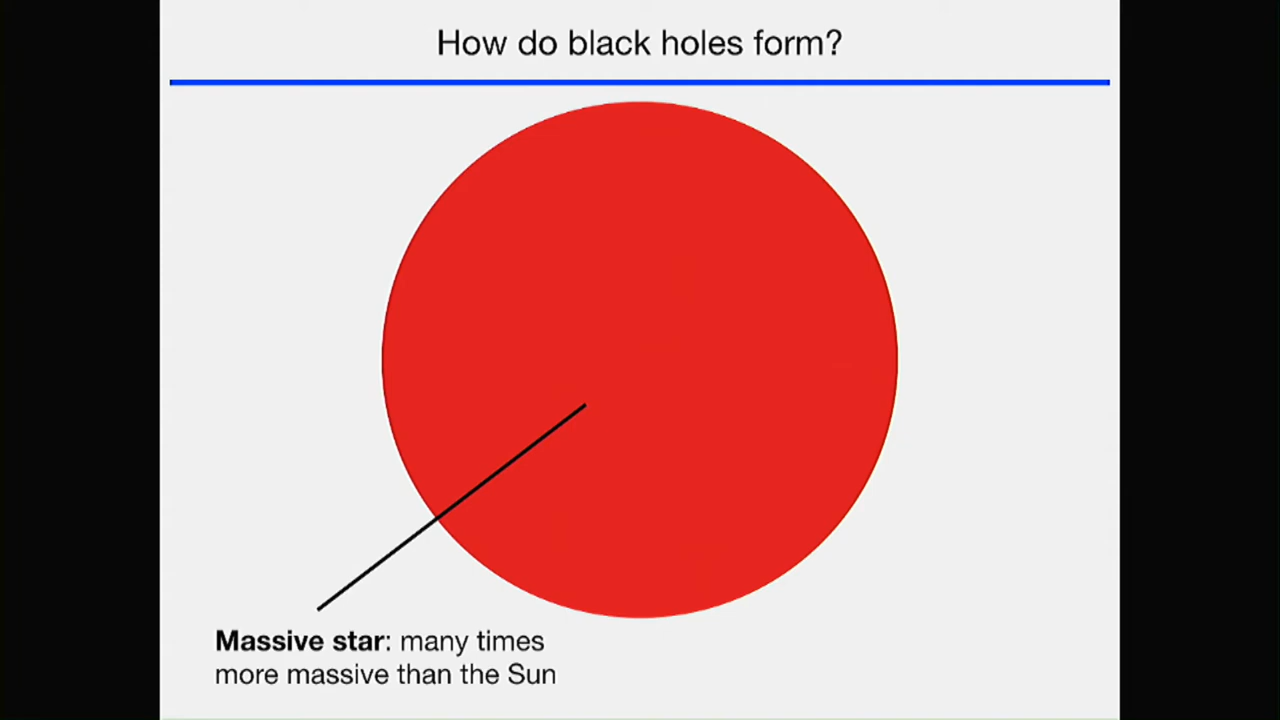 How do black holes form?
Massive star: many times
more massive than the Sun